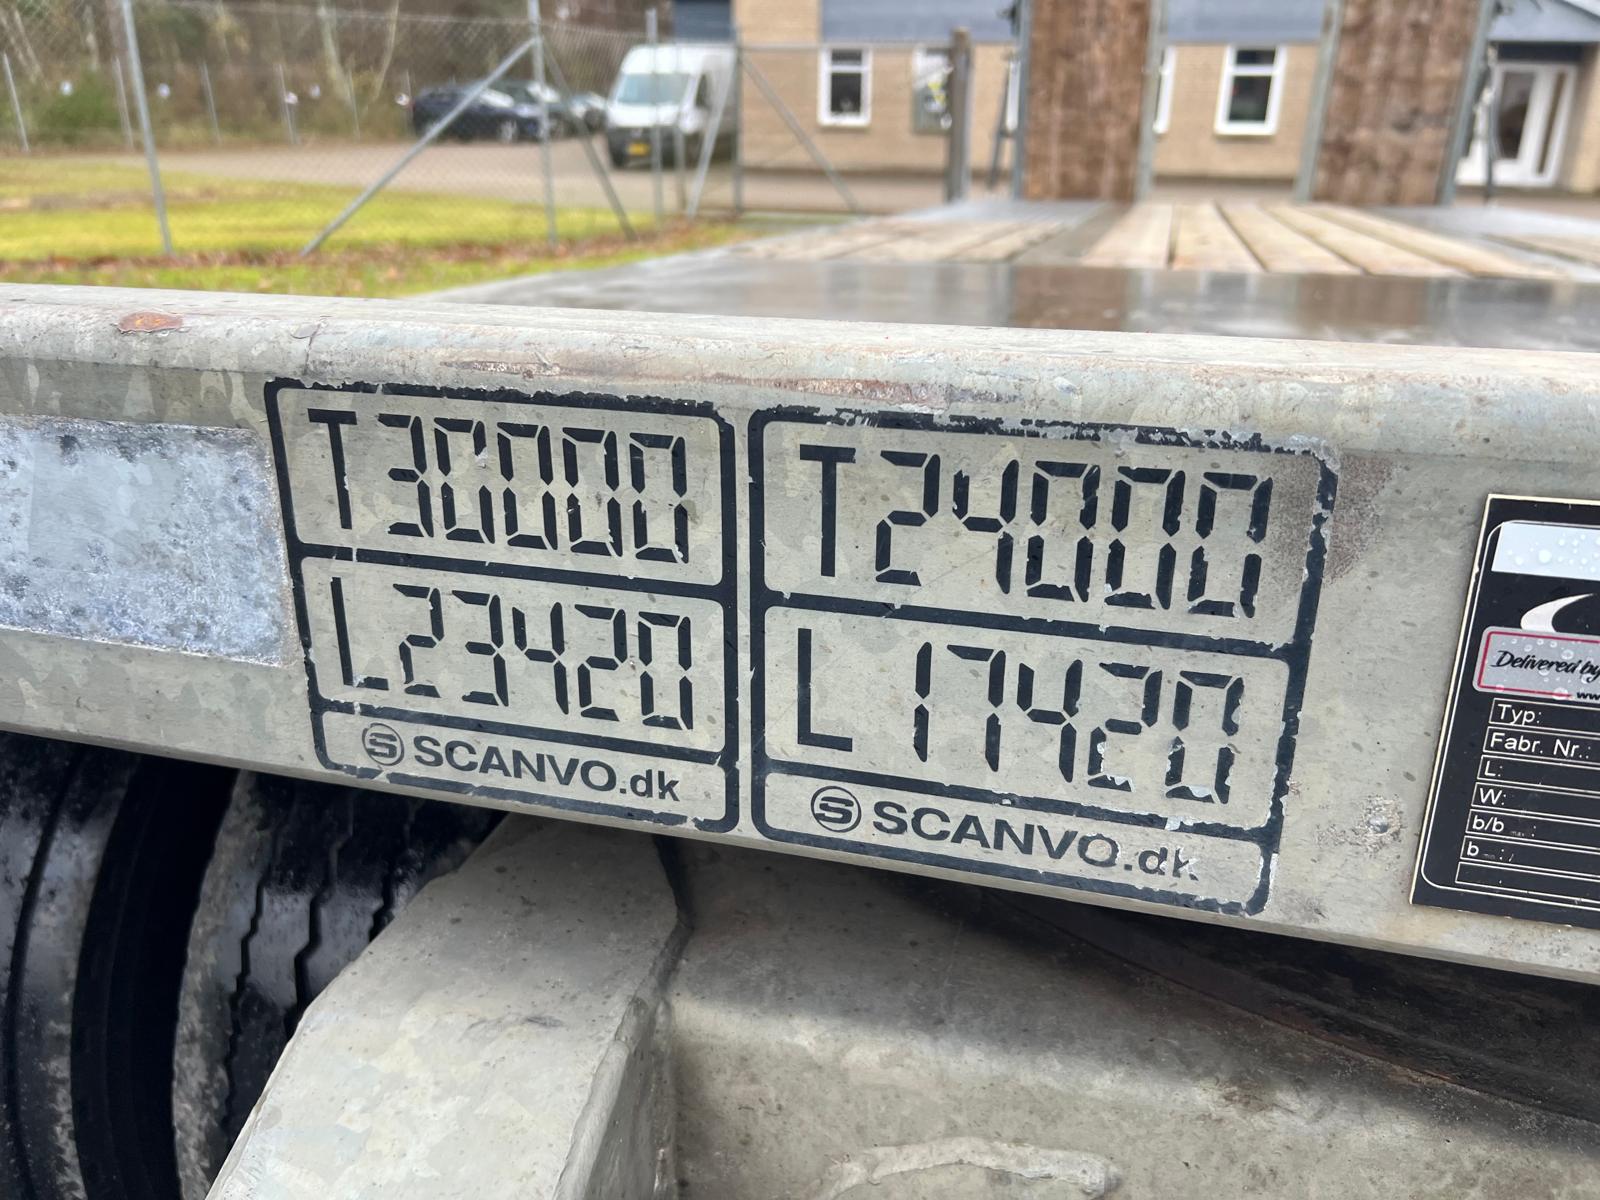 T30000
L23420
SCANVO.dk
T24000
L17420
SCANVO.dk
Delivered by
Typ:
Fabr. Nr.:
L:
W:
b/b
b